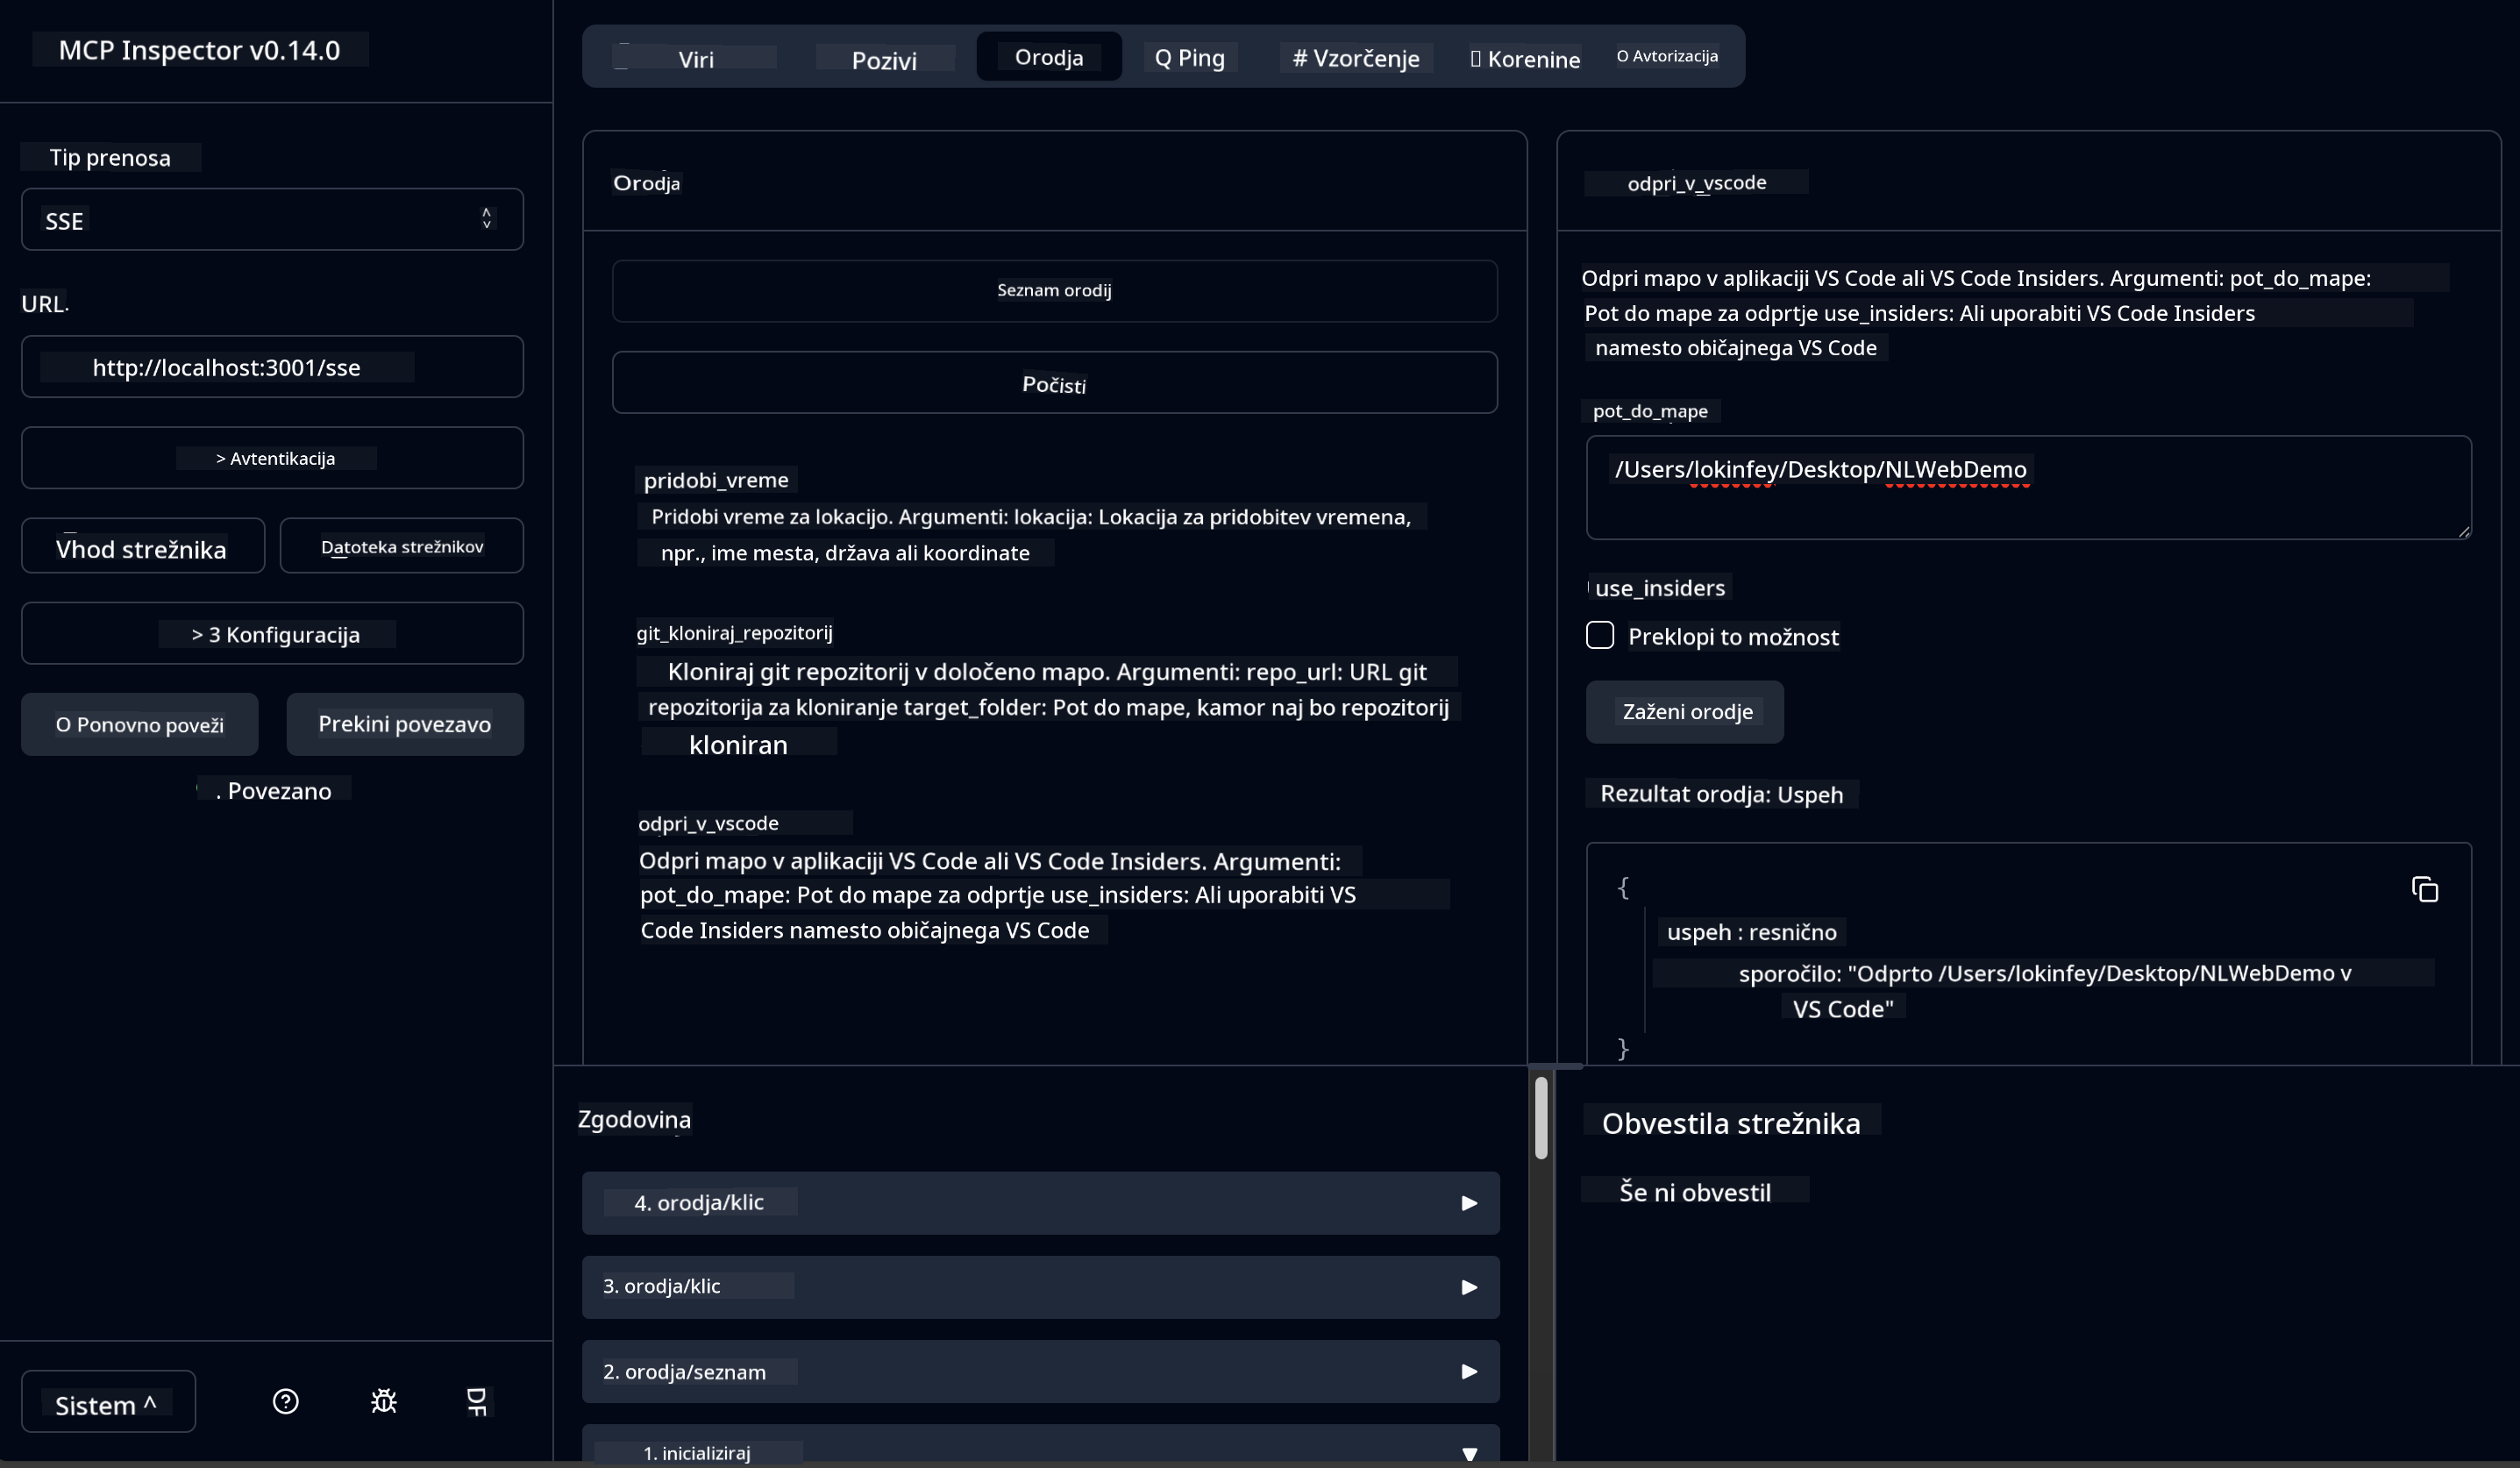 MCP Inspector v0.14.0
Tip prenosa
SSE
URL.
http://localhost:3001/sse
> Avtentikacija
Vhod strežnika
Datoteka strežnikov
> 3 Konfiguracija
O Ponovno poveži
Prekini povezavo
. Povezano
Sistem ^
DF
Viri
Pozivi
Orodja
Q Ping
# Vzorčenje
Korenine
O Avtorizacija
Orodja
Seznam orodij
Počisti
pridobi_vreme
Pridobi vreme za lokacijo. Argumenti: lokacija: Lokacija za pridobitev vremena,
npr., ime mesta, država ali koordinate
git_kloniraj_repozitorij
Kloniraj git repozitorij v določeno mapo. Argumenti: repo_url: URL git
repozitorija za kloniranje target_folder: Pot do mape, kamor naj bo repozitorij
kloniran
odpri_v_vscode
Odpri mapo v aplikaciji VS Code ali VS Code Insiders. Argumenti:
pot_do_mape: Pot do mape za odprtje use_insiders: Ali uporabiti VS
Code Insiders namesto običajnega VS Code
odpri_v_vscode
Odpri mapo v aplikaciji VS Code ali VS Code Insiders. Argumenti: pot_do_mape:
Pot do mape za odprtje use_insiders: Ali uporabiti VS Code Insiders
namesto običajnega VS Code
pot_do_mape
/Users/lokinfey/Desktop/NLWebDemo
use_insiders
Preklopi to možnost
Zaženi orodje
Rezultat orodja: Uspeh
{
uspeh : resnično
sporočilo: "Odprto /Users/lokinfey/Desktop/NLWebDemo v
VS Code"
}
Zgodovina
4. orodja/klic
3. orodja/klic
2. orodja/seznam
1. inicializiraj
Obvestila strežnika
Še ni obvestil